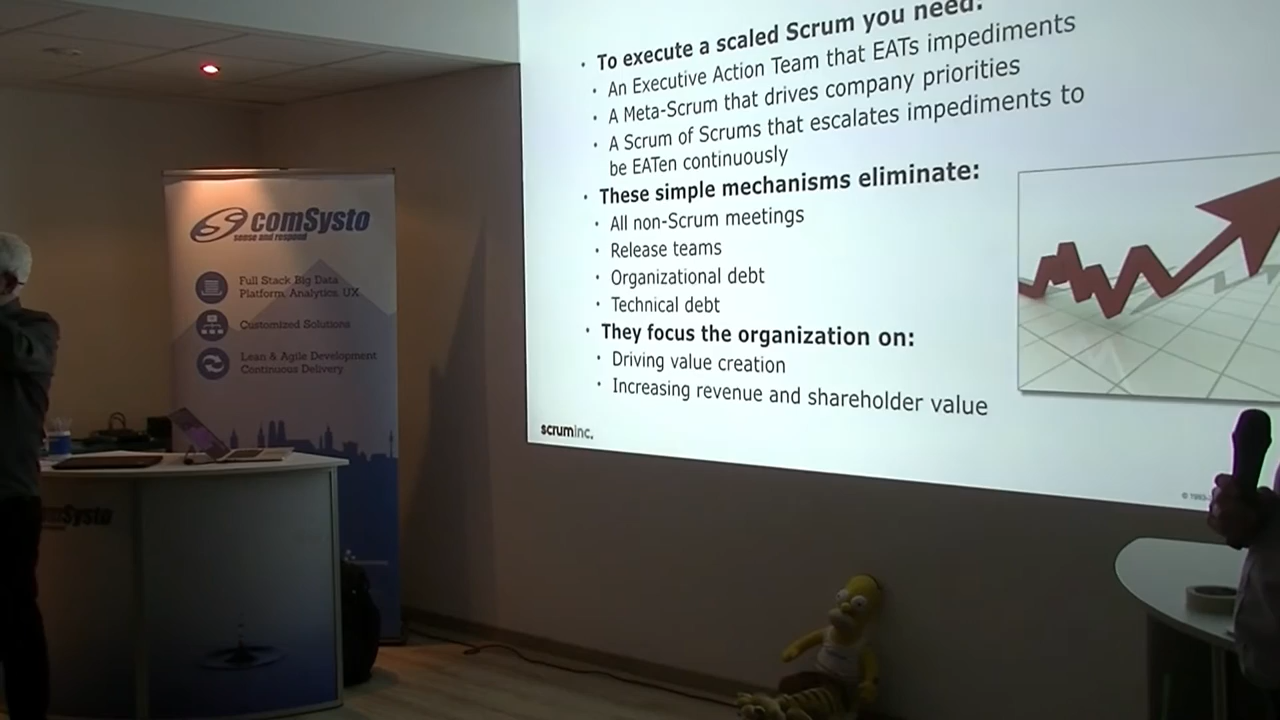 To execute a scaled Scrum you need:
An Executive Action Team that EATs impediments
A Meta-Scrum that drives company priorities
A Scrum of Scrums that escalates impediments to
be EATen continuously
These simple mechanisms eliminate:
All non-Scrum meetings
Release teams
Organizational debt
Technical debt
They focus the organization on:
Driving value creation
Increasing revenue and shareholder value
scruminc.
comSysto
sense and respond
Full Stack Big Data
Platform, Analytics, UX
Customized Solutions
Lean & Agile Development
Continuous Delivery